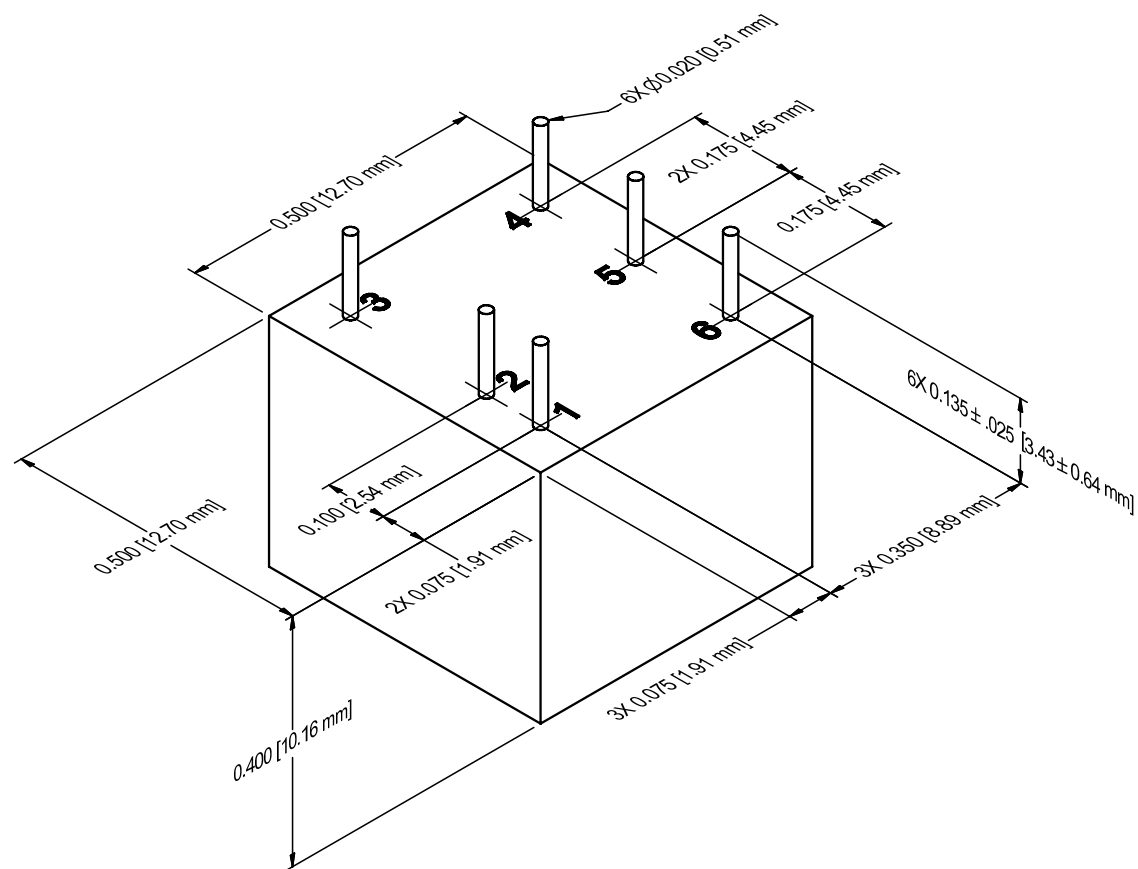 6X Ø0.020 [0.51 mm]
2X 0.175 [4.45 mm]
0.500 [12.70 mm]
0.175 [4.45 mm]
4
5
3
6
2
1
6X 0.135± .025 [3.43±0.64 mm]
0.100 [2.54 mm]
0.500 [12.70 mm]
2X 0.075 [1.91 mm]
3X 0.350 [8.89 mm]
3X 0.075 [1.91 mm]
0.400 [10.16 mm]